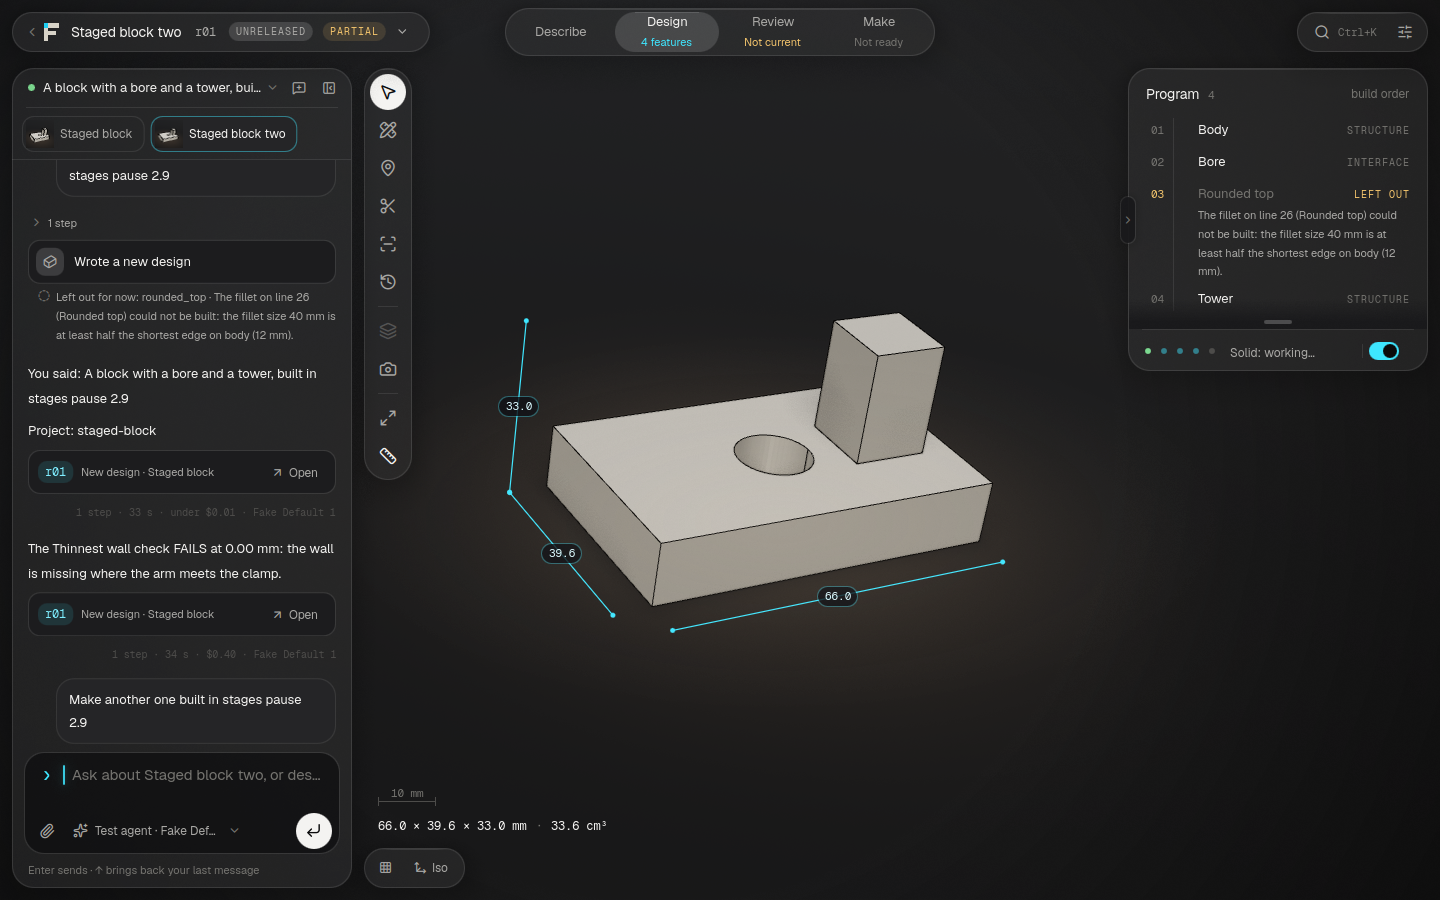 Staged block two r01 UNRELEASED PARTIAL
Describe
Design
4 features
Review
Not current
Make
Not ready
Ctrl+K
A block with a bore and a tower, bui…
Staged block
Staged block two
stages pause 2.9
1 step
Wrote a new design
Left out for now: rounded_top · The fillet on line 26
(Rounded top) could not be built: the fillet size 40 mm is
at least half the shortest edge on body (12 mm).
You said: A block with a bore and a tower, built in
stages pause 2.9
Project: staged-block
r01 New design · Staged block Open
1 step · 33 s · under $0.01 · Fake Default 1
The Thinnest wall check FAILS at 0.00 mm: the wall
is missing where the arm meets the clamp.
r01 New design · Staged block Open
1 step · 34 s · $0.40 · Fake Default 1
Make another one built in stages pause
2.9
Ask about Staged block two, or des…
Test agent · Fake Def…
Enter sends · ↑ brings back your last message
33.0
39.6
66.0
10 mm
66.0 × 39.6 × 33.0 mm · 33.6 cm³
Iso
Program 4 build order
01 Body STRUCTURE
02 Bore INTERFACE
03 Rounded top LEFT OUT
The fillet on line 26 (Rounded top) could
not be built: the fillet size 40 mm is at
least half the shortest edge on body (12
mm).
04 Tower STRUCTURE
Solid: working…